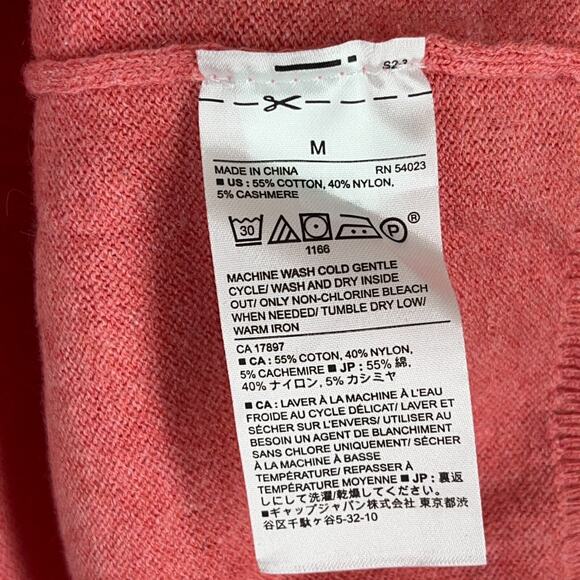 M
MADE IN CHINA RN 54023
■ US : 55% COTTON, 40% NYLON,
5% CASHMERE
30
P®
1166
MACHINE WASH COLD GENTLE
CYCLE/ WASH AND DRY INSIDE
OUT/ ONLY NON-CHLORINE BLEACH
WHEN NEEDED/ TUMBLE DRY LOW/
WARM IRON
CA 17897
■ CA : 55% COTON, 40% NYLON,
5% CACHEMIRE ■ JP : 55% 綿,
40% ナイロン, 5% カシミヤ
■ CA : LAVER À LA MACHINE À L'EAU
FROIDE AU CYCLE DÉLICAT/ LAVER ET
SÉCHER SUR L'ENVERS/ UTILISER AU
BESOIN UN AGENT DE BLANCHIMENT
SANS CHLORE UNIQUEMENT/ SÉCHER
À LA MACHINE À BASSE
TEMPÉRATURE/ REPASSER À
TEMPÉRATURE MOYENNE ■ JP : 裏返
しにして洗濯/乾燥してください。
■ギャップジャパン株式会社 東京都渋
谷区千駄ヶ谷5-32-10